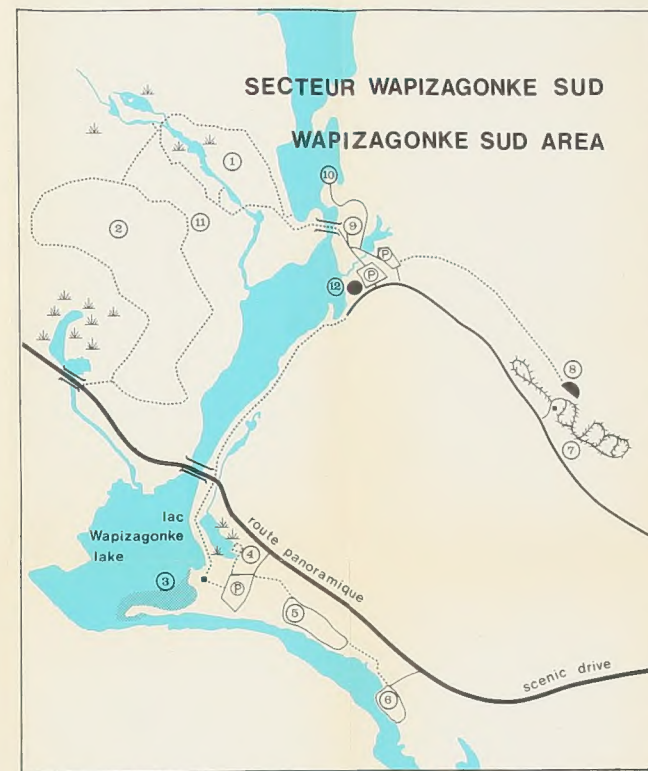 SECTEUR WAPIZAGONKE SUD
WAPIZAGONKE SUD AREA
1
10
2
11
9
P
P
12
8
7
lac
Wapizagonke
lake
route panoramique
4
3
P
5
scenic drive
6